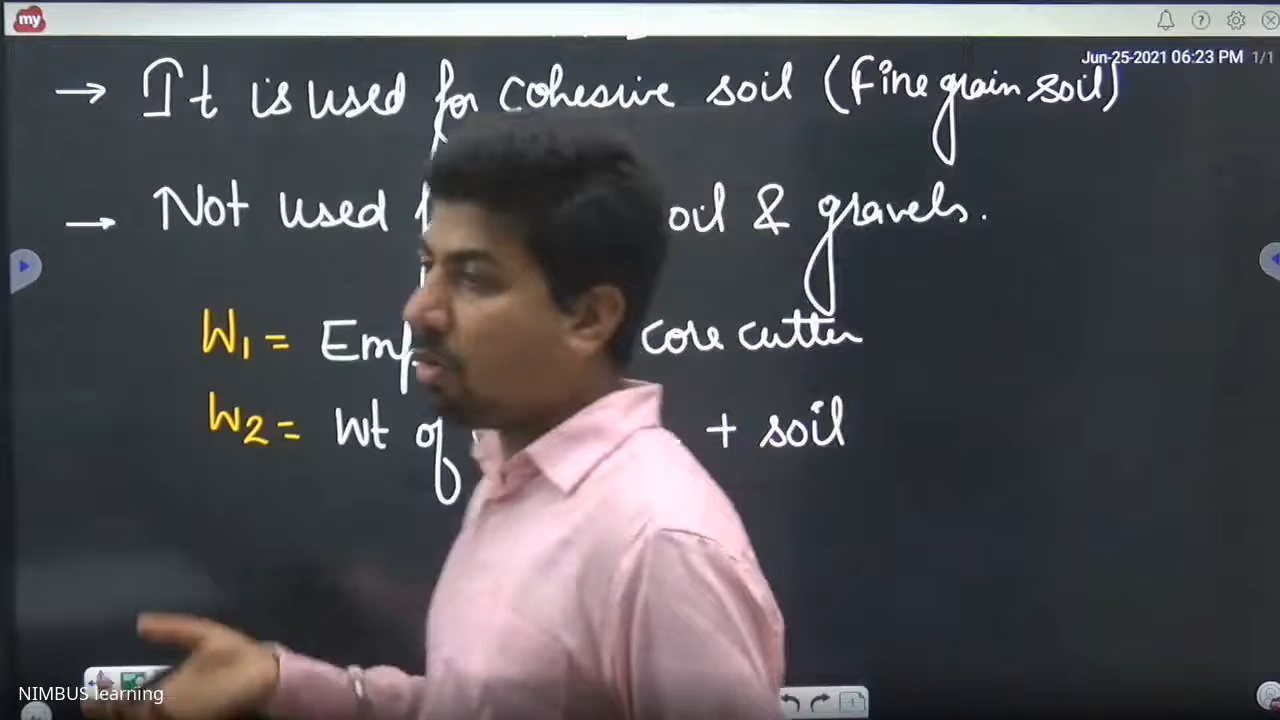 my
Jun-25-2021 06:23 PM 1/1
→ It is used for cohesive soil (Fine grain soil)
→ Not used oil & gravels.
W1 = Emp core cutter
W2 = Wt of + soil
NIMBUS learning